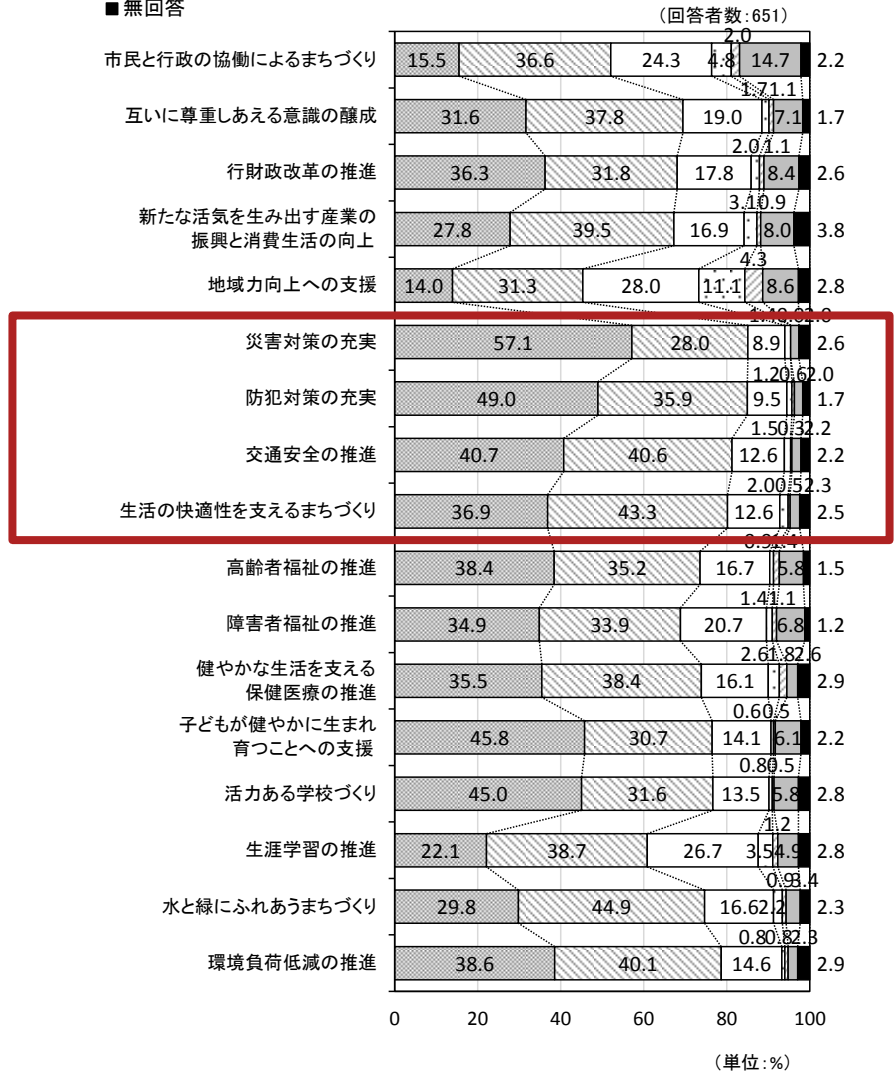 ■無回答
（回答者数：651）
市民と行政の協働によるまちづくり 15.5 36.6 24.3 4.8 2.0 14.7 2.2
互いに尊重しあえる意識の醸成 31.6 37.8 19.0 1.7 1.1 7.1 1.7
行財政改革の推進 36.3 31.8 17.8 2.0 1.1 8.4 2.6
新たな活気を生み出す産業の
振興と消費生活の向上 27.8 39.5 16.9 3.1 0.9 8.0 3.8
地域力向上への支援 14.0 31.3 28.0 11.1 4.3 8.6 2.8
災害対策の充実 57.1 28.0 8.9 2.6
防犯対策の充実 49.0 35.9 9.5 1.2 0.6 2.0 1.7
交通安全の推進 40.7 40.6 12.6 1.5 0.3 2.2 2.2
生活の快適性を支えるまちづくり 36.9 43.3 12.6 2.0 0.5 2.3 2.5
高齢者福祉の推進 38.4 35.2 16.7 5.8 1.5
障害者福祉の推進 34.9 33.9 20.7 1.4 1.1 6.8 1.2
健やかな生活を支える
保健医療の推進 35.5 38.4 16.1 2.6 1.8 2.6 2.9
子どもが健やかに生まれ
育つことへの支援 45.8 30.7 14.1 0.6 0.5 6.1 2.2
活力ある学校づくり 45.0 31.6 13.5 0.8 0.5 5.8 2.8
生涯学習の推進 22.1 38.7 26.7 3.5 1.2 4.9 2.8
水と緑にふれあうまちづくり 29.8 44.9 16.6 2.2 0.9 3.4 2.3
環境負荷低減の推進 38.6 40.1 14.6 0.8 0.8 2.3 2.9
0 20 40 60 80 100
（単位：%）